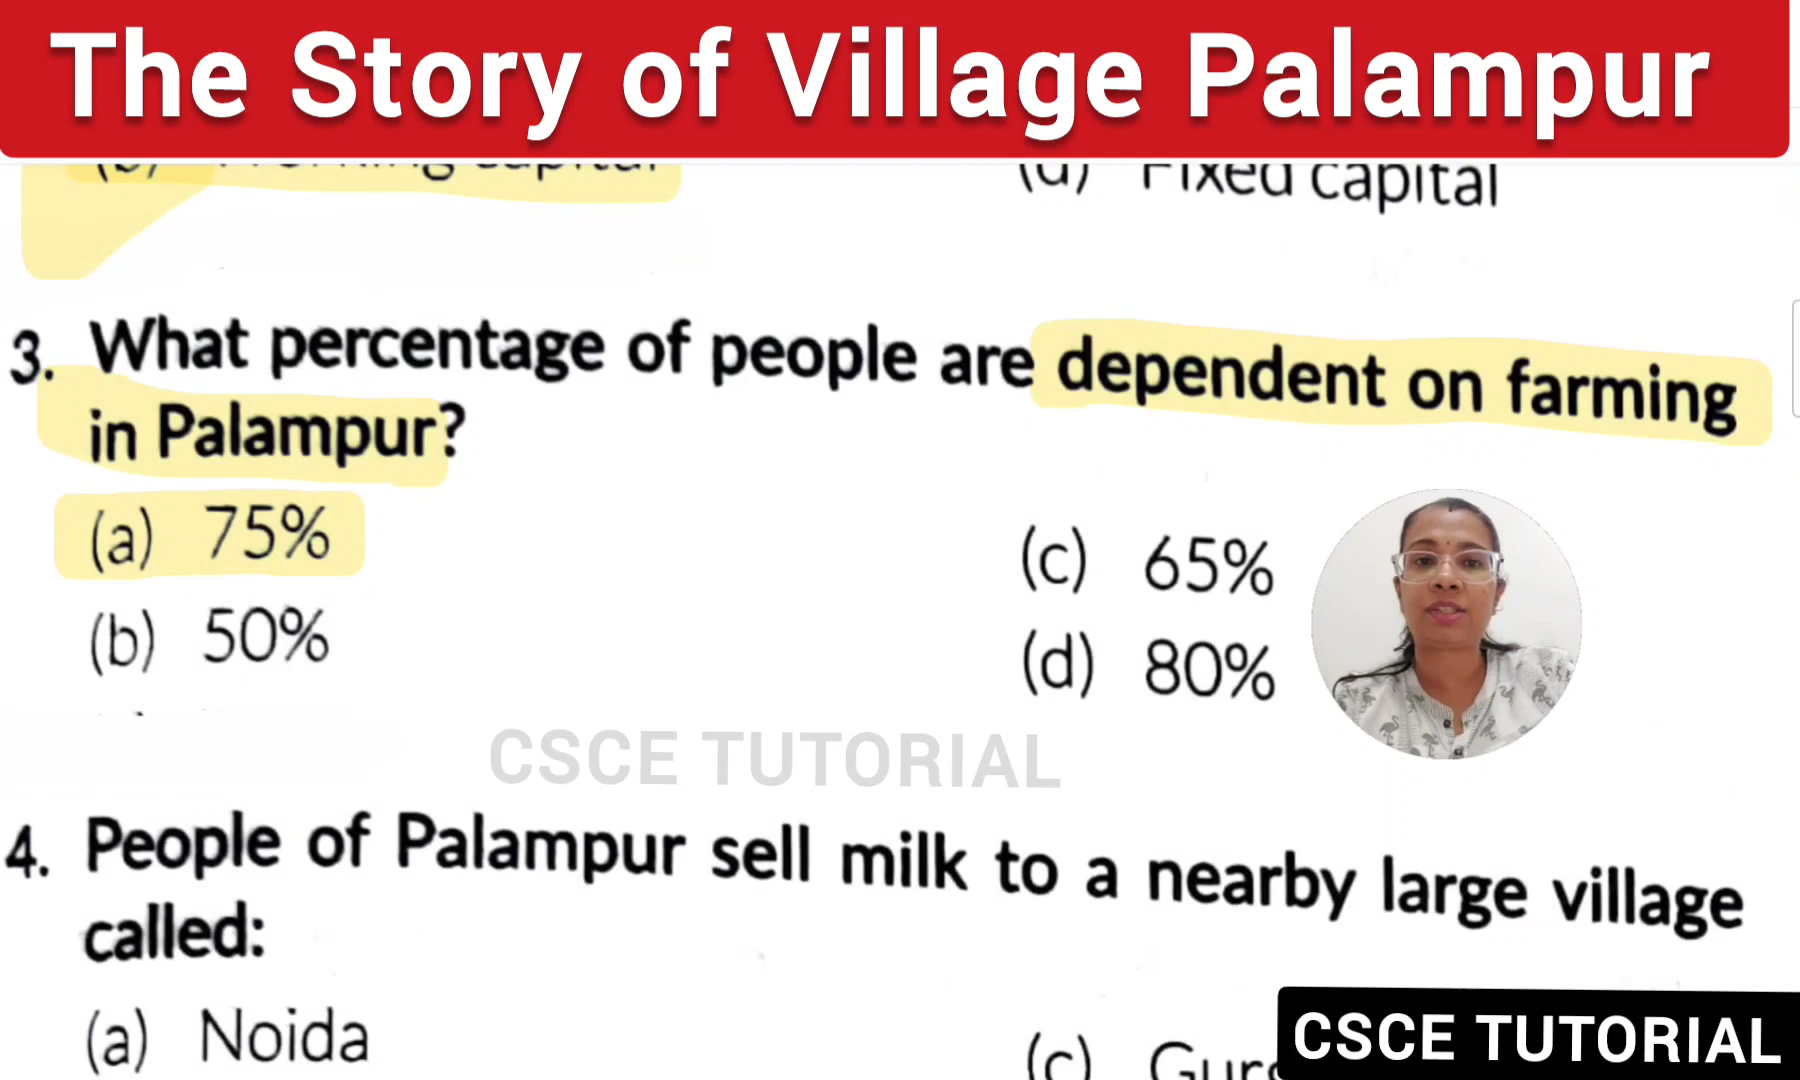 The Story of Village Palampur
(d) Fixed capital
3. What percentage of people are dependent on farming
in Palampur?
(a) 75%
(c) 65%
(b) 50%
(d) 80%
CSCE TUTORIAL
4. People of Palampur sell milk to a nearby large village
called:
(a) Noida
(c)
CSCE TUTORIAL